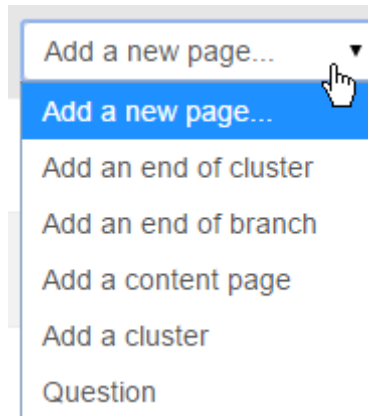 Add a new page...
Add a new page...
Add an end of cluster
Add an end of branch
Add a content page
Add a cluster
Question